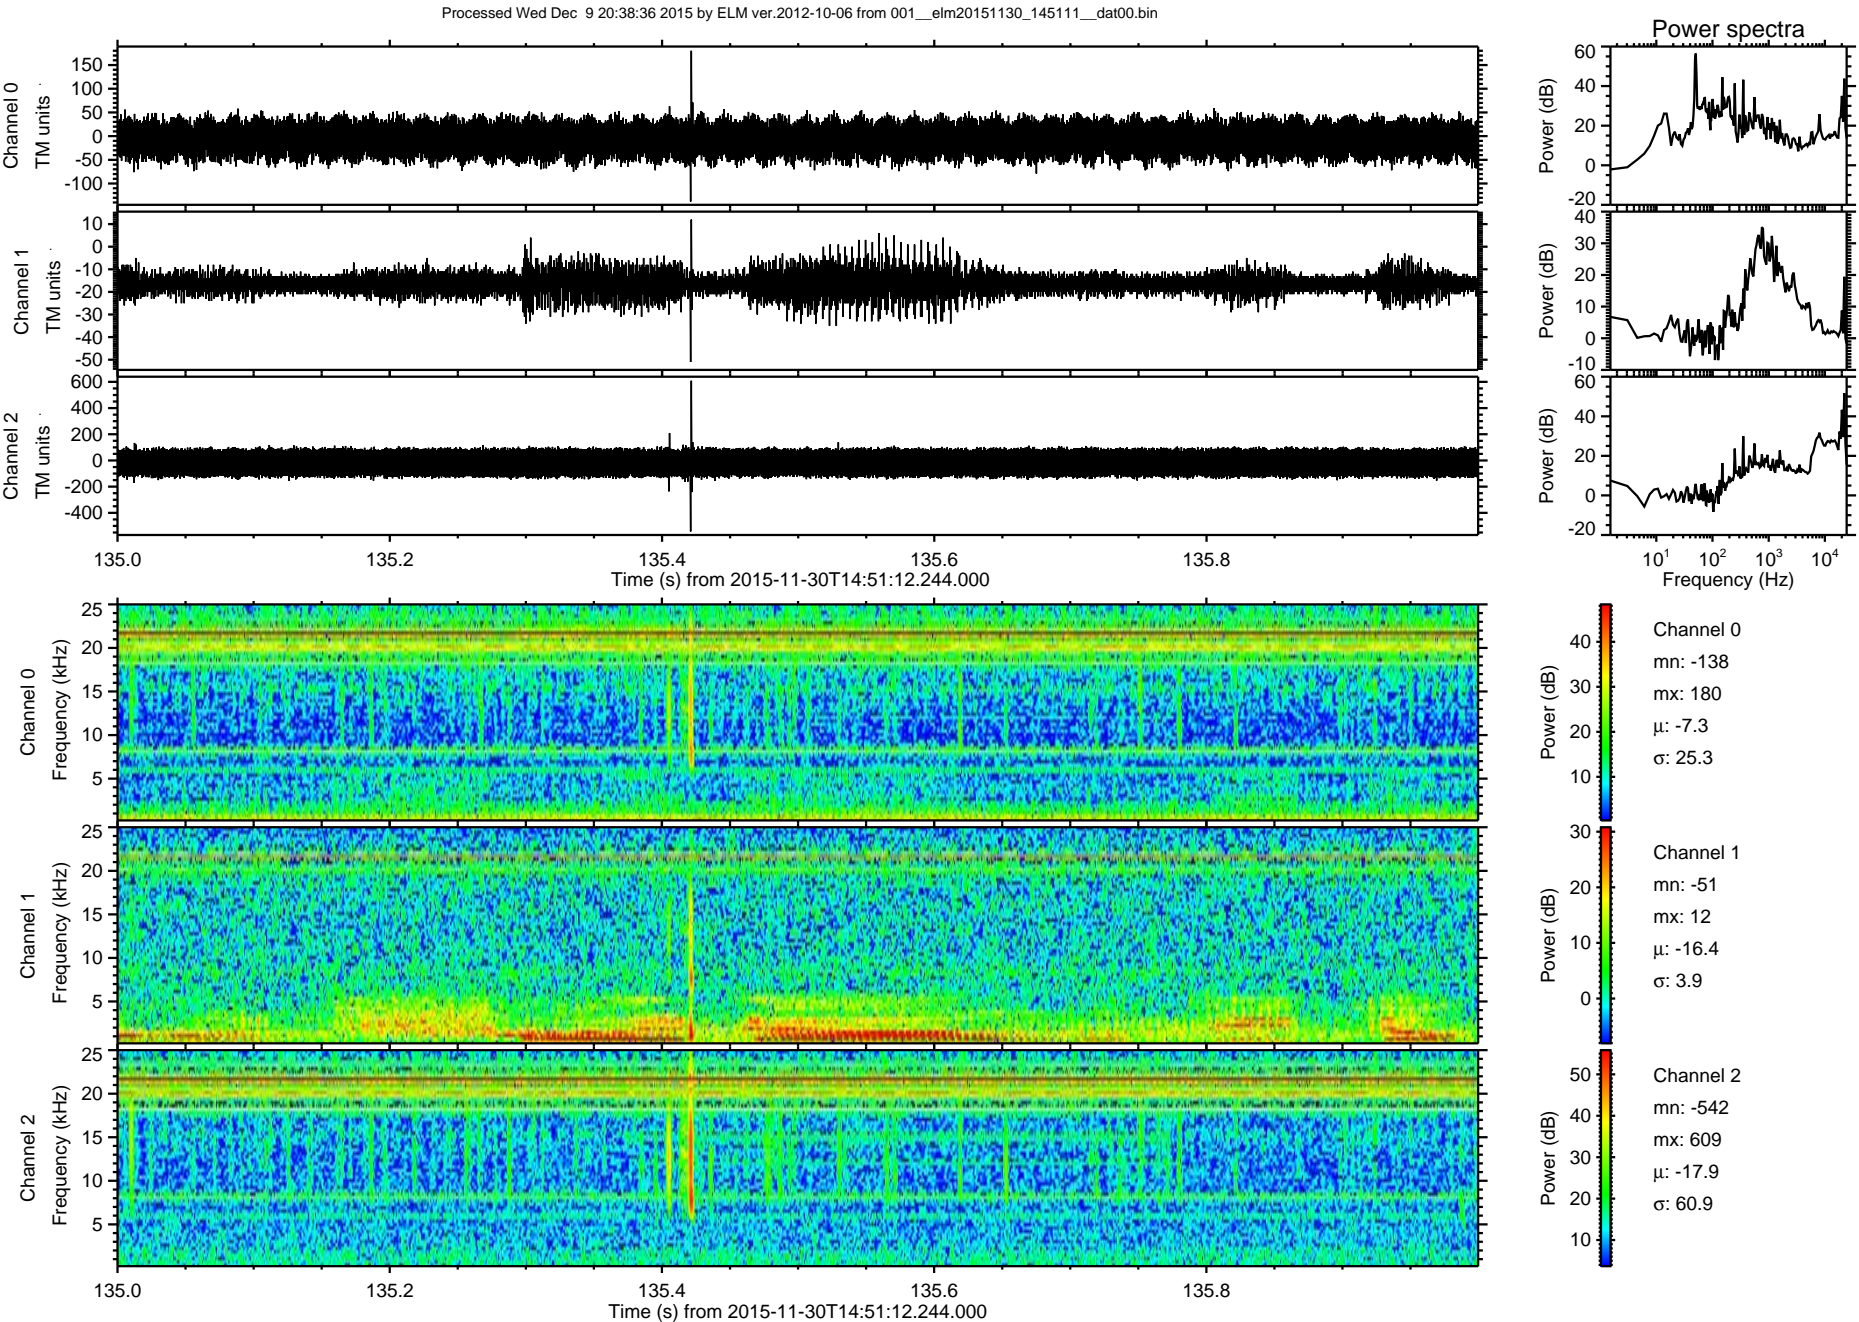 Processed Wed Dec  9 20:38:36 2015 by ELM ver.2012-10-06 from 001__elm20151130_145111__dat00.bin
Power spectra
Channel 0
TM units
150
100
50
0
-50
-100
Power (dB)
60
40
20
0
-20
Channel 1
TM units
10
0
-10
-20
-30
-40
-50
Power (dB)
40
30
20
10
0
-10
Channel 2
TM units
600
400
200
0
-200
-400
Power (dB)
60
40
20
0
-20
135.0 135.2 135.4 135.6 135.8
Time (s) from 2015-11-30T14:51:12.244.000
10¹ 10² 10³ 10⁴
Frequency (Hz)
Channel 0
Frequency (kHz)
25
20
15
10
5
Power (dB)
40
30
20
10
Channel 0
mn: -138
mx: 180
μ: -7.3
σ: 25.3
Channel 1
Frequency (kHz)
25
20
15
10
5
Power (dB)
30
20
10
0
Channel 1
mn: -51
mx: 12
μ: -16.4
σ: 3.9
Channel 2
Frequency (kHz)
25
20
15
10
5
Power (dB)
50
40
30
20
10
Channel 2
mn: -542
mx: 609
μ: -17.9
σ: 60.9
135.0 135.2 135.4 135.6 135.8
Time (s) from 2015-11-30T14:51:12.244.000